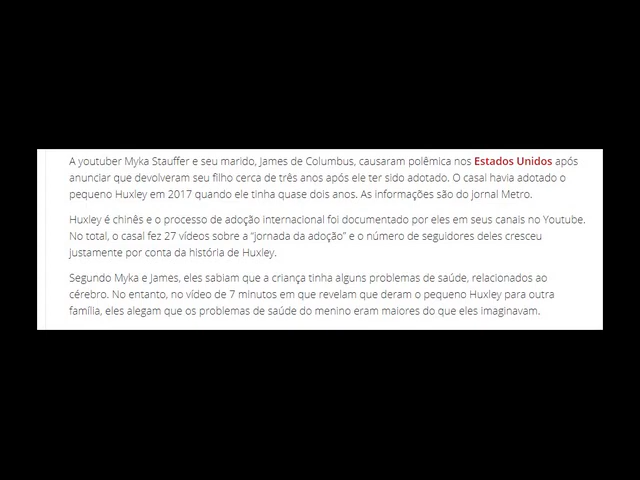 A youtuber Myka Stauffer e seu marido, James de Columbus, causaram polêmica nos Estados Unidos após
anunciar que devolveram seu filho cerca de três anos após ele ter sido adotado. O casal havia adotado o
pequeno Huxley em 2017 quando ele tinha quase dois anos. As informações são do jornal Metro.
Huxley é chinês e o processo de adoção internacional foi documentado por eles em seus canais no Youtube.
No total, o casal fez 27 vídeos sobre a "jornada da adoção" e o número de seguidores deles cresceu
justamente por conta da história de Huxley.
Segundo Myka e James, eles sabiam que a criança tinha alguns problemas de saúde, relacionados ao
cérebro. No entanto, no vídeo de 7 minutos em que revelam que deram o pequeno Huxley para outra
família, eles alegam que os problemas de saúde do menino eram maiores do que eles imaginavam.